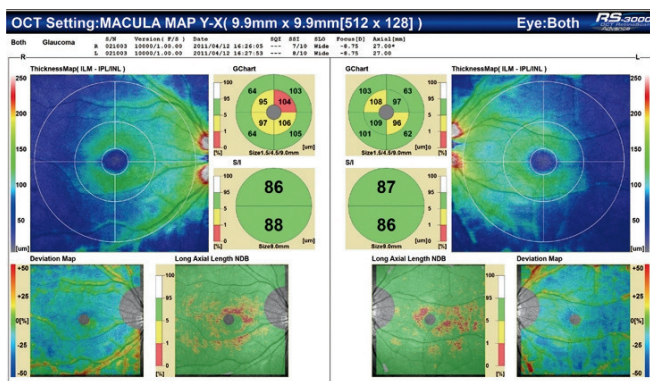 OCT Setting:MACULA MAP Y-X( 9.9mm x 9.9mm[512 x 128] ) Eye:Both RS-3000
Advance
Both Glaucoma S/N Version( F/S ) Date SQI SSI SLO Focus[D] Axial[mm]
R 021003 10000/1.00.00 2011/04/12 16:26:05 --- 7/10 Wide -8.75 27.00*
L 021003 10000/1.00.00 2011/04/12 16:27:53 --- 8/10 Wide -8.75 27.00
R L
ThicknessMap( ILM - IPL/INL ) GChart GChart ThicknessMap( ILM - IPL/INL )
250 100 64 103 100 103 63 250
200 95 95 104 95 108 97 200
150 5 97 106 5 109 96 150
100 1 64 105 1 101 62 100
50 0 0 50
[um] [%] Size1.5/4.5/9.0mm [um] [%] Size1.5/4.5/9.0mm [um] [um]
S/I S/I
100 86 100 87
95 95
5 88 5 86
1 1
0 0
[%] Size9.0mm [um] [%] Size9.0mm [um]
Deviation Map Long Axial Length NDB Long Axial Length NDB Deviation Map
+50 100 100 +50
+25 95 95 +25
0[%] 5 5 0[%]
-25 1 1 -25
-50 0 0 -50
[%] [%]